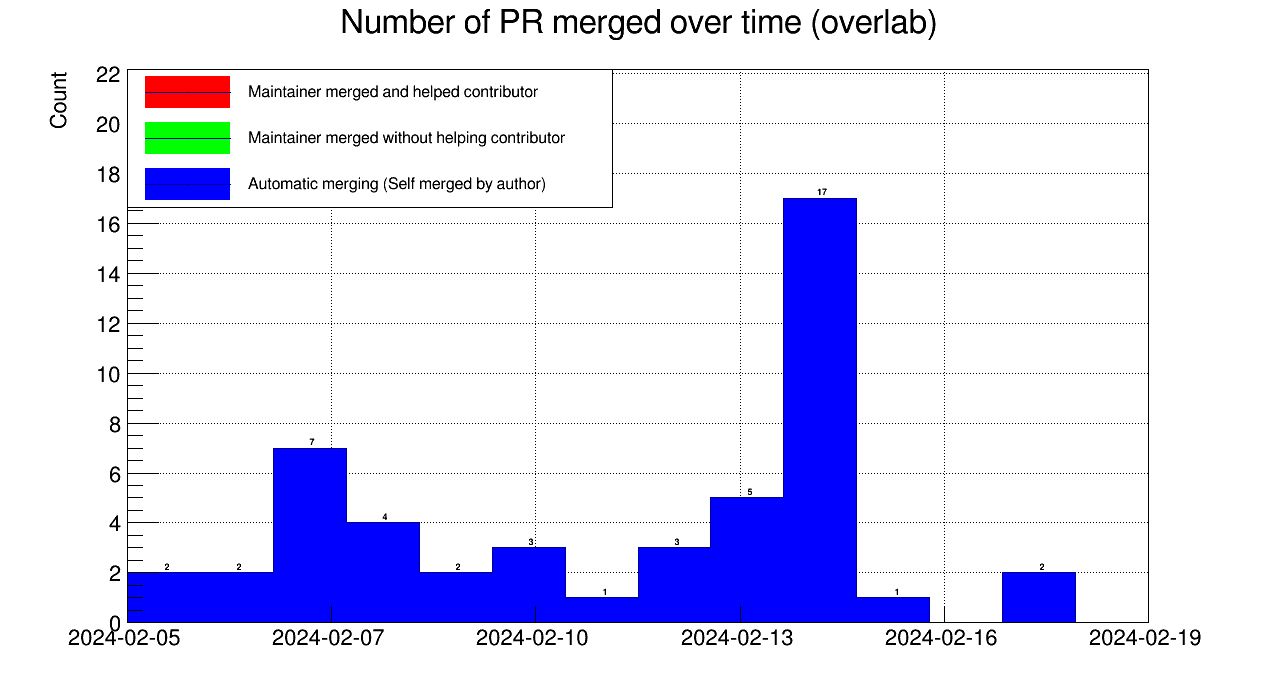 Number of PR merged over time (overlab)
Count
Maintainer merged and helped contributor
Maintainer merged without helping contributor
Automatic merging (Self merged by author)
22
20
18
16
14
12
10
8
6
4
2
0
2 2 7 4 2 3 1 3 5 17 1 2
2024-02-05 2024-02-07 2024-02-10 2024-02-13 2024-02-16 2024-02-19